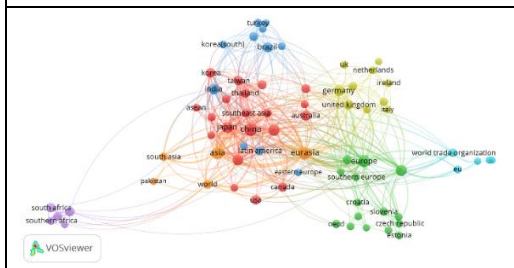 turkey
korea(south)
brazil
uk
netherlands
korea
taiwan
ireland
india
thailand
germany
asean
southeast asia
united kingdom
italy
japan
china
australia
asia
latin america
eurasia
south asia
europe
world trada organization
eastern europe
southern europe
eu
pakistan
world
canada
usa
croatia
south africa
slovenia
southern africa
oecd
czech republic
estonia
VOSviewer